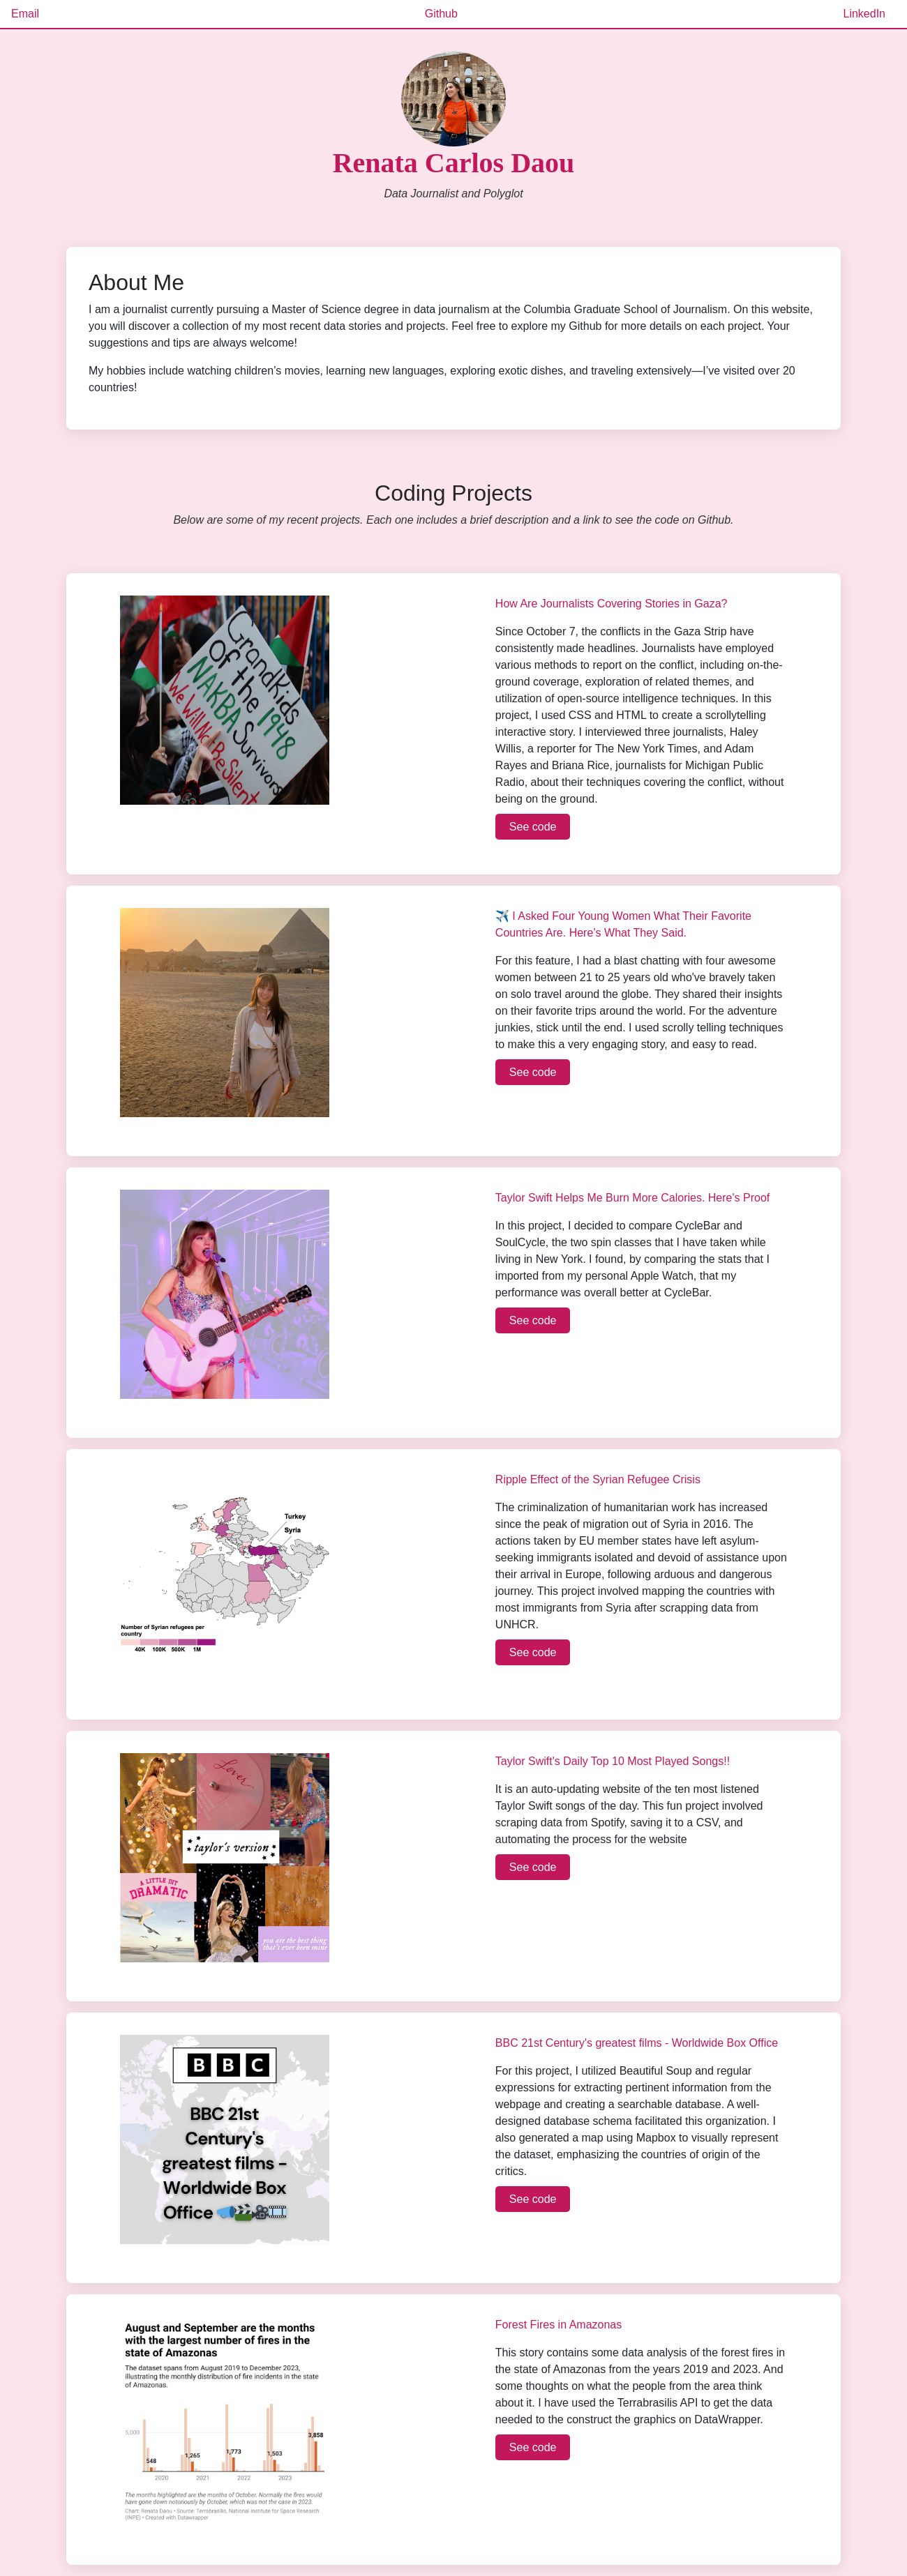 Email
Github
LinkedIn
Renata Carlos Daou
Data Journalist and Polyglot
About Me
I am a journalist currently pursuing a Master of Science degree in data journalism at the Columbia Graduate School of Journalism. On this website,
you will discover a collection of my most recent data stories and projects. Feel free to explore my Github for more details on each project. Your
suggestions and tips are always welcome!
My hobbies include watching children’s movies, learning new languages, exploring exotic dishes, and traveling extensively—I’ve visited over 20
countries!
Coding Projects
Below are some of my recent projects. Each one includes a brief description and a link to see the code on Github.
Grandkids
of the 1948
NAKBA Survivors
We Will Not Be Silent
How Are Journalists Covering Stories in Gaza?
Since October 7, the conflicts in the Gaza Strip have
consistently made headlines. Journalists have employed
various methods to report on the conflict, including on-the-
ground coverage, exploration of related themes, and
utilization of open-source intelligence techniques. In this
project, I used CSS and HTML to create a scrollytelling
interactive story. I interviewed three journalists, Haley
Willis, a reporter for The New York Times, and Adam
Rayes and Briana Rice, journalists for Michigan Public
Radio, about their techniques covering the conflict, without
being on the ground.
See code
✈️ I Asked Four Young Women What Their Favorite
Countries Are. Here's What They Said.
For this feature, I had a blast chatting with four awesome
women between 21 to 25 years old who've bravely taken
on solo travel around the globe. They shared their insights
on their favorite trips around the world. For the adventure
junkies, stick until the end. I used scrolly telling techniques
to make this a very engaging story, and easy to read.
See code
Taylor Swift Helps Me Burn More Calories. Here's Proof
In this project, I decided to compare CycleBar and
SoulCycle, the two spin classes that I have taken while
living in New York. I found, by comparing the stats that I
imported from my personal Apple Watch, that my
performance was overall better at CycleBar.
See code
Turkey
Syria
Number of Syrian refugees per
country
40K 100K 500K 1M
Ripple Effect of the Syrian Refugee Crisis
The criminalization of humanitarian work has increased
since the peak of migration out of Syria in 2016. The
actions taken by EU member states have left asylum-
seeking immigrants isolated and devoid of assistance upon
their arrival in Europe, following arduous and dangerous
journey. This project involved mapping the countries with
most immigrants from Syria after scrapping data from
UNHCR.
See code
Lover
taylor's version
A LITTLE BIT
DRAMATIC
you are the best thing
that's ever been mine
Taylor Swift's Daily Top 10 Most Played Songs!!
It is an auto-updating website of the ten most listened
Taylor Swift songs of the day. This fun project involved
scraping data from Spotify, saving it to a CSV, and
automating the process for the website
See code
BBC
BBC 21st
Century's
greatest films -
Worldwide Box
Office
BBC 21st Century's greatest films - Worldwide Box Office
For this project, I utilized Beautiful Soup and regular
expressions for extracting pertinent information from the
webpage and creating a searchable database. A well-
designed database schema facilitated this organization. I
also generated a map using Mapbox to visually represent
the dataset, emphasizing the countries of origin of the
critics.
See code
August and September are the months
with the largest number of fires in the
state of Amazonas
The dataset spans from August 2019 to December 2023,
illustrating the monthly distribution of fire incidents in the state
of Amazonas.
3,000
548
1,265
1,773
1,503
3,858
2020 2021 2022 2023
The months highlighted are the months of October. Normally the fires would
have gone down notoriously by October, which was not the case in 2023.
Chart: Renata Daou • Source: Terrabrasilis, National Institute for Space Research
(INPE) • Created with Datawrapper
Forest Fires in Amazonas
This story contains some data analysis of the forest fires in
the state of Amazonas from the years 2019 and 2023. And
some thoughts on what the people from the area think
about it. I have used the Terrabrasilis API to get the data
needed to the construct the graphics on DataWrapper.
See code